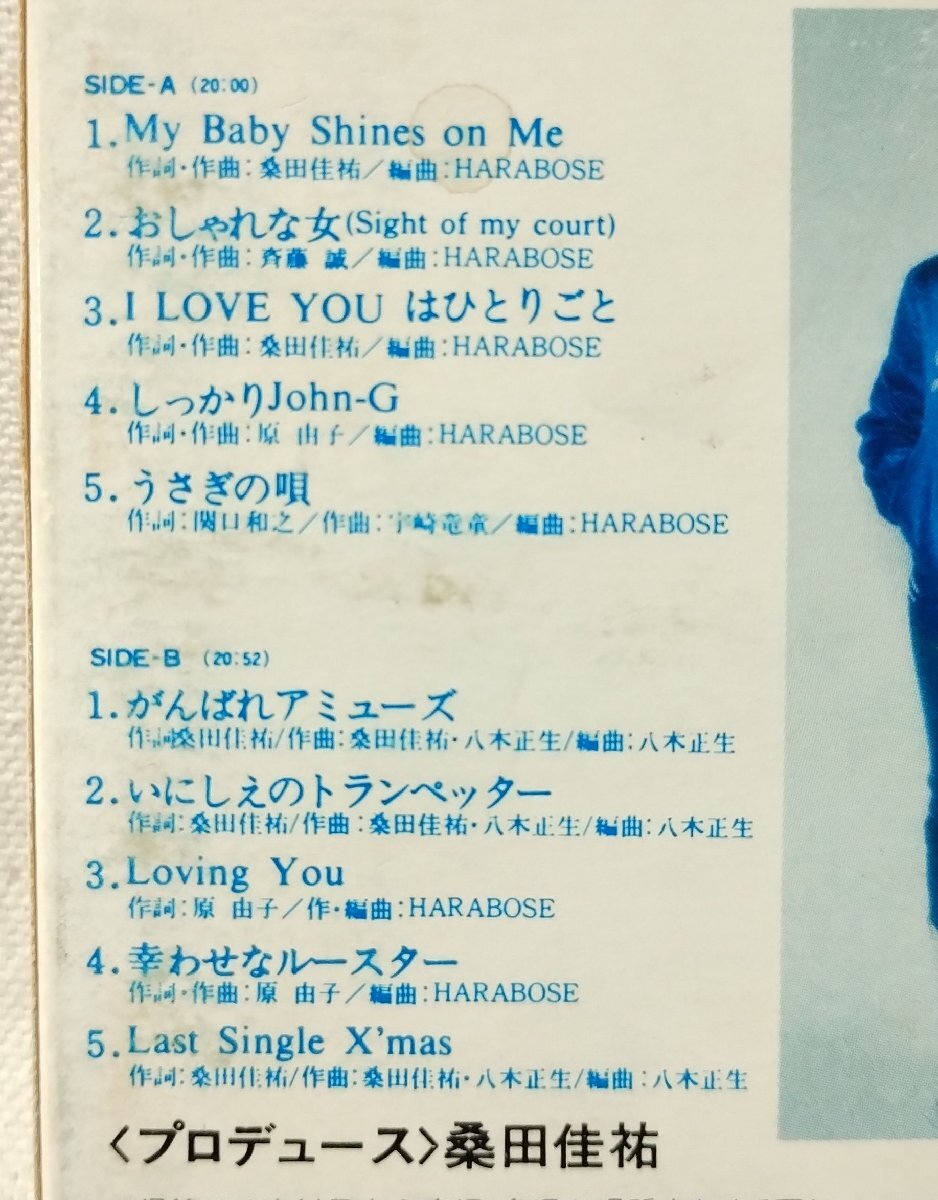 SIDE-A (20:00)
1.My Baby Shines on Me
作詞・作曲:桑田佳祐/編曲:HARABOSE
2.おしゃれな女(Sight of my court)
作詞・作曲:斉藤 誠/編曲:HARABOSE
3.I LOVE YOU はひとりごと
作詞・作曲:桑田佳祐/編曲:HARABOSE
4.しっかりJohn-G
作詞・作曲:原 由子/編曲:HARABOSE
5.うさぎの唄
作詞:関口和之/作曲:宇崎竜童/編曲:HARABOSE
SIDE-B (20:52)
1.がんばれアミューズ
作詞桑田佳祐/作曲:桑田佳祐・八木正生/編曲:八木正生
2.いにしえのトランペッター
作詞:桑田佳祐/作曲:桑田佳祐・八木正生/編曲:八木正生
3.Loving You
作詞:原 由子/作・編曲:HARABOSE
4.幸わせなルースター
作詞・作曲:原 由子/編曲:HARABOSE
5.Last Single X'mas
作詞:桑田佳祐/作曲:桑田佳祐・八木正生/編曲:八木正生
〈プロデュース〉桑田佳祐